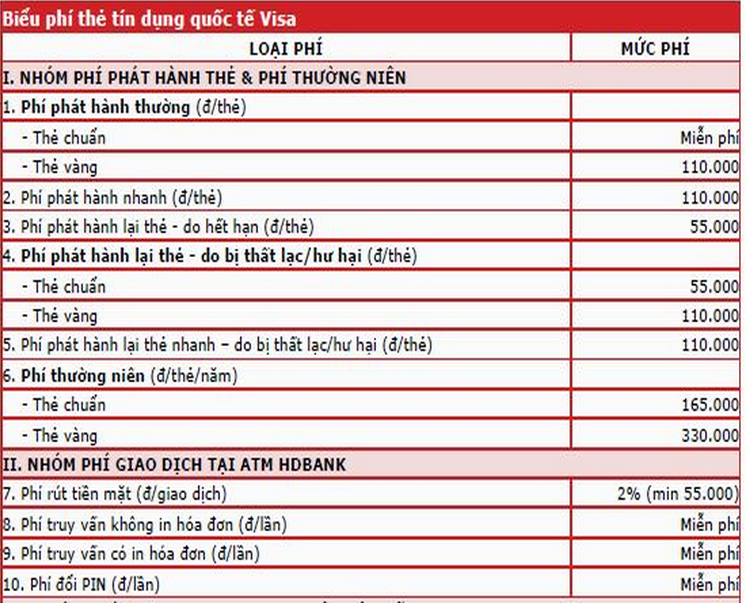 Biểu phí thẻ tín dụng quốc tế Visa
LOẠI PHÍ MỨC PHÍ
I. NHÓM PHÍ PHÁT HÀNH THẺ & PHÍ THƯỜNG NIÊN
1. Phí phát hành thường (đ/thẻ)
- Thẻ chuẩn Miễn phí
- Thẻ vàng 110.000
2. Phí phát hành nhanh (đ/thẻ) 110.000
3. Phí phát hành lại thẻ - do hết hạn (đ/thẻ) 55.000
4. Phí phát hành lại thẻ - do bị thất lạc/hư hại (đ/thẻ)
- Thẻ chuẩn 55.000
- Thẻ vàng 110.000
5. Phí phát hành lại thẻ nhanh – do bị thất lạc/hư hại (đ/thẻ) 110.000
6. Phí thường niên (đ/thẻ/năm)
- Thẻ chuẩn 165.000
- Thẻ vàng 330.000
II. NHÓM PHÍ GIAO DỊCH TẠI ATM HDBANK
7. Phí rút tiền mặt (đ/giao dịch) 2% (min 55.000)
8. Phí truy vấn không in hóa đơn (đ/lần) Miễn phí
9. Phí truy vấn có in hóa đơn (đ/lần) Miễn phí
10. Phí đổi PIN (đ/lần) Miễn phí